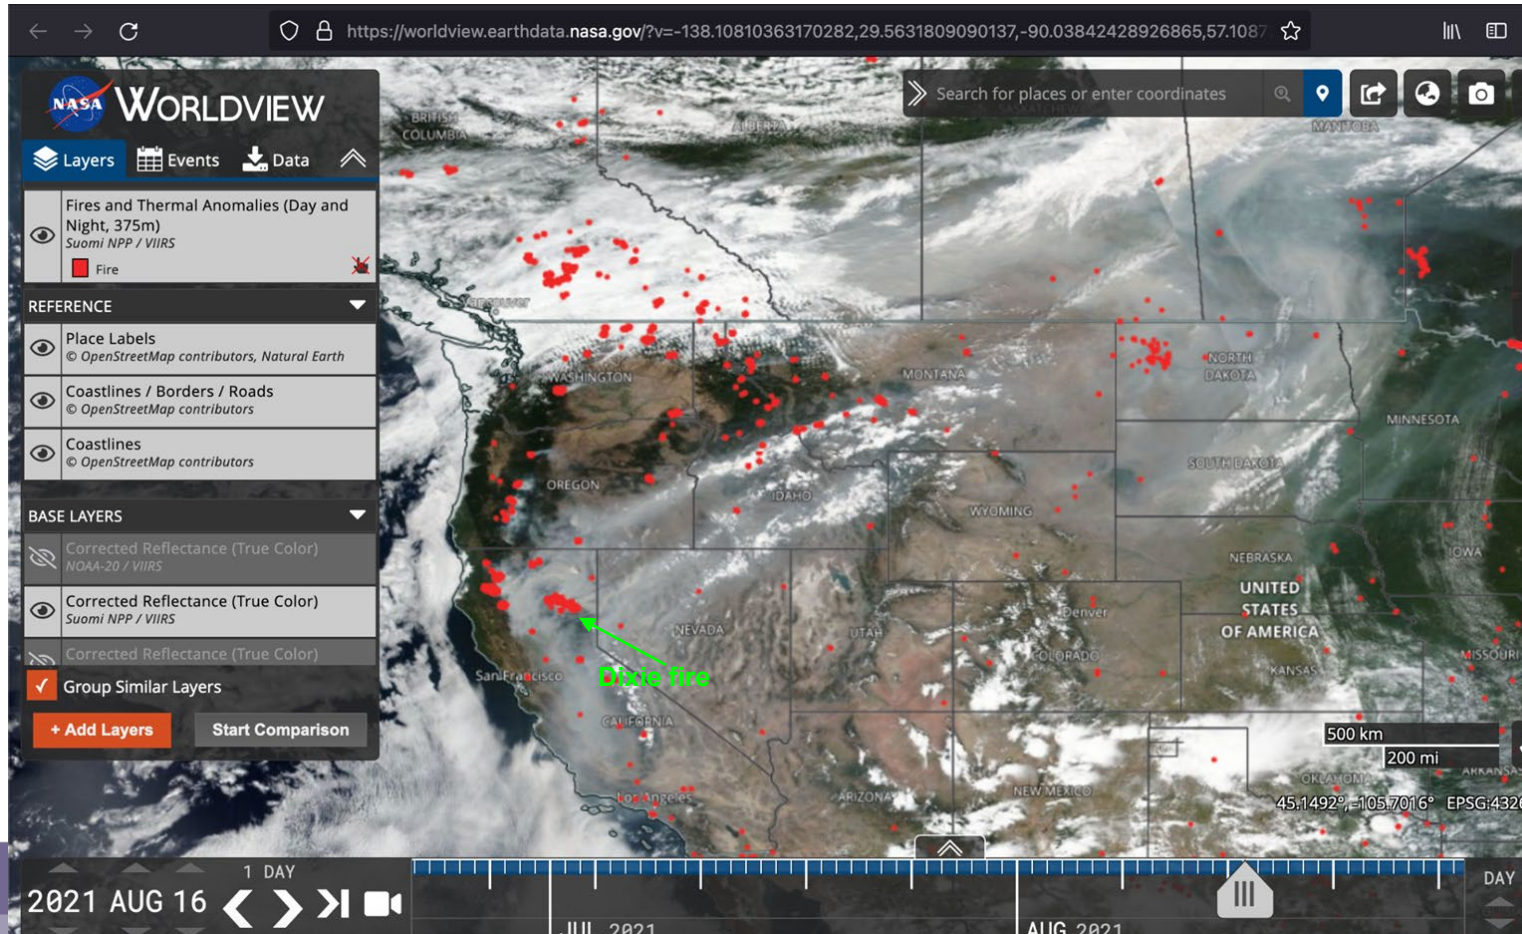 https://worldview.earthdata.nasa.gov/?v=-138.10810363170282,29.5631809090137,-90.03842428926865,57.1087
NASA WORLDVIEW
Layers
Events
Data
Fires and Thermal Anomalies (Day and
Night, 375m)
Suomi NPP / VIIRS
Fire
REFERENCE
Place Labels
© OpenStreetMap contributors, Natural Earth
Coastlines / Borders / Roads
© OpenStreetMap contributors
Coastlines
© OpenStreetMap contributors
BASE LAYERS
Corrected Reflectance (True Color)
NOAA-20 / VIIRS
Corrected Reflectance (True Color)
Suomi NPP / VIIRS
Corrected Reflectance (True Color)
Group Similar Layers
+ Add Layers
Start Comparison
Search for places or enter coordinates
BRITISH
COLUMBIA
ALBERTA
MANITOBA
Vancouver
WASHINGTON
MONTANA
NORTH
DAKOTA
MINNESOTA
OREGON
IDAHO
SOUTH DAKOTA
WYOMING
NEBRASKA
IOWA
UNITED
STATES
OF AMERICA
Denver
NEVADA
UTAH
COLORADO
KANSAS
MISSOURI
San Francisco
Dixie fire
CALIFORNIA
500 km
200 mi
Los Angeles
ARIZONA
NEW MEXICO
OKLAHOMA
ARKANSAS
45.1492°, -105.7016° EPSG:4326
1 DAY
2021 AUG 16
JUL 2021
AUG 2021
DAY